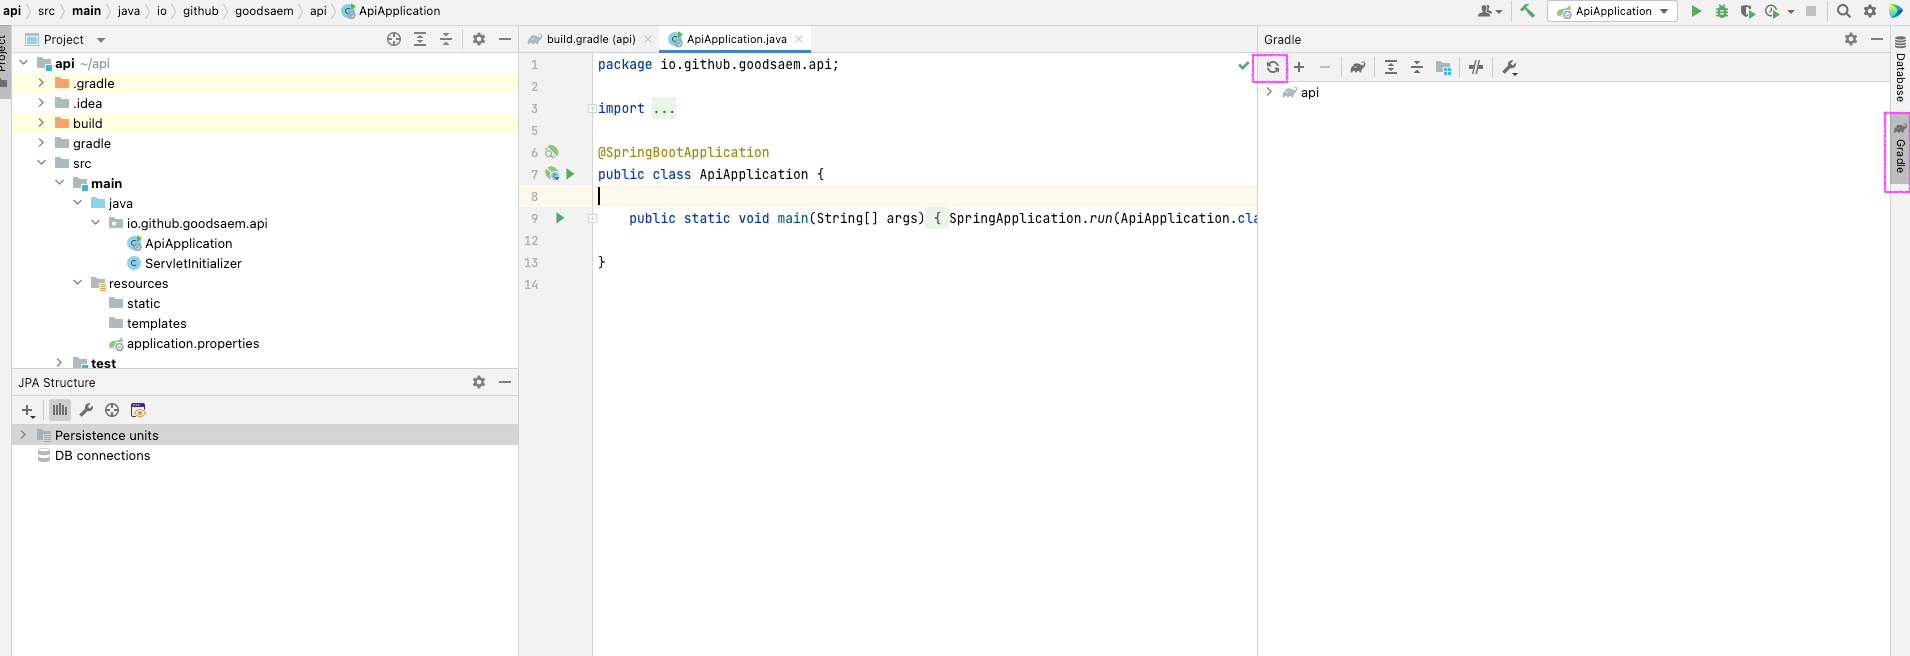 api src main java io github goodsaem api ApiApplication
ApiApplication
Project
Project
api ~/api
.gradle
.idea
build
gradle
src
main
java
io.github.goodsaem.api
ApiApplication
ServletInitializer
resources
static
templates
application.properties
test
JPA Structure
Persistence units
DB connections
build.gradle (api)
ApiApplication.java
1 package io.github.goodsaem.api;
2
3 import ...
5
6 @SpringBootApplication
7 public class ApiApplication {
8
9 public static void main(String[] args) { SpringApplication.run(ApiApplication.cla
12
13 }
14
Gradle
api
Database
Gradle